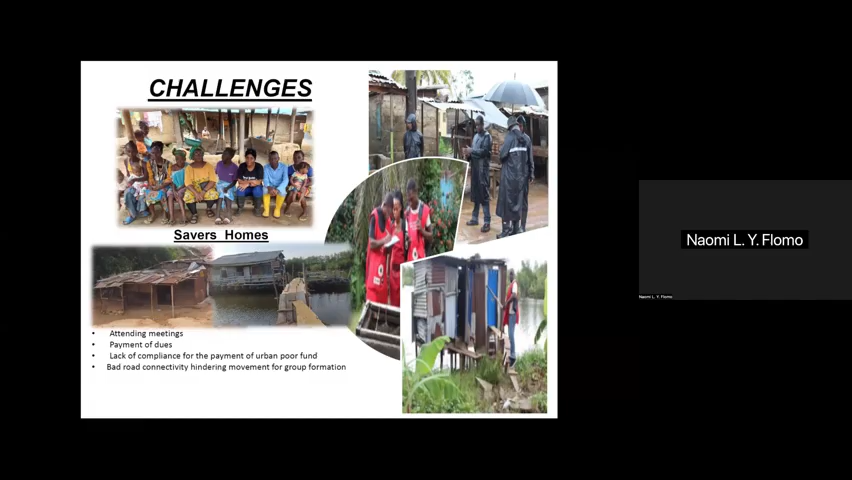 CHALLENGES
Savers Homes
• Attending meetings
• Payment of dues
• Lack of compliance for the payment of urban poor fund
• Bad road connectivity hindering movement for group formation
Naomi L. Y. Flomo
Naomi L. Y. Flomo